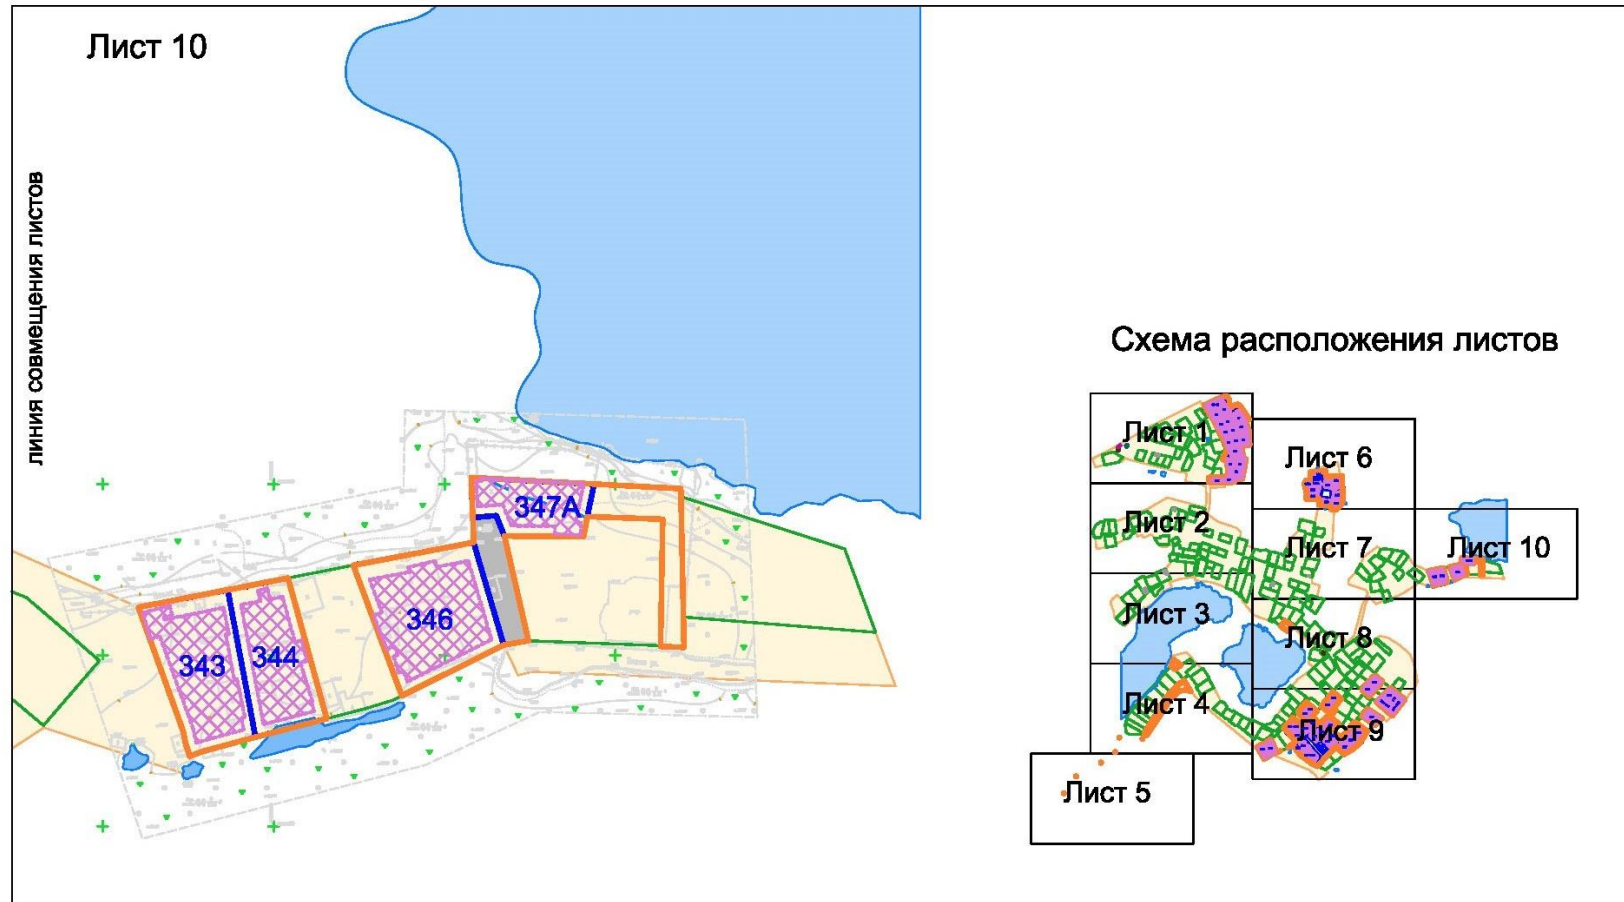 Лист 10
линия совмещения листов
347А
346
343
344
Схема расположения листов
Лист 1
Лист 6
Лист 2
Лист 7
Лист 10
Лист 3
Лист 8
Лист 4
Лист 9
Лист 5